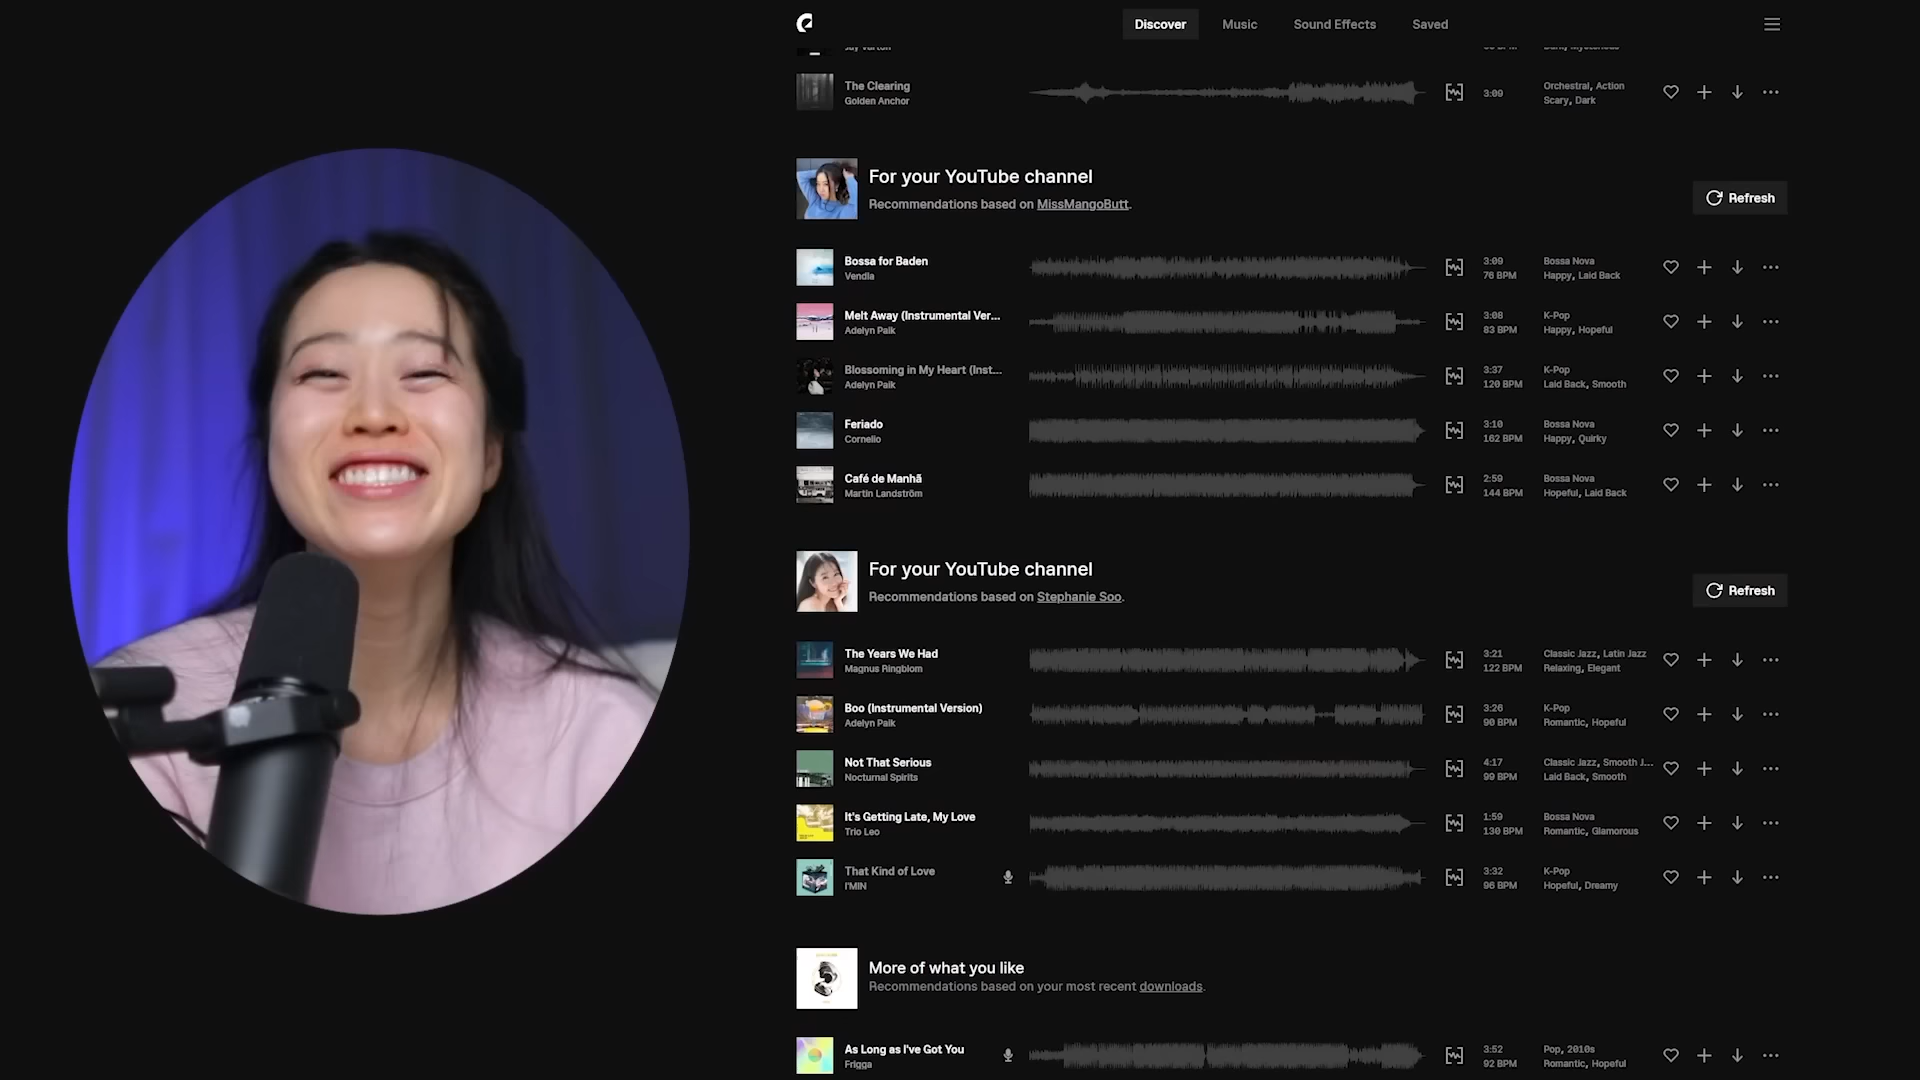 Discover
Music
Sound Effects
Saved
The Clearing
Golden Anchor
3:09
Orchestral, Action
Scary, Dark
For your YouTube channel
Recommendations based on MissMangoButt.
Refresh
Bossa for Baden
Vendla
3:09
76 BPM
Bossa Nova
Happy, Laid Back
Melt Away (Instrumental Ver...
Adelyn Paik
3:08
83 BPM
K-Pop
Happy, Hopeful
Blossoming in My Heart (Inst...
Adelyn Paik
3:37
120 BPM
K-Pop
Laid Back, Smooth
Feriado
Cornelio
3:10
162 BPM
Bossa Nova
Happy, Quirky
Café de Manhã
Martin Landström
2:59
144 BPM
Bossa Nova
Hopeful, Laid Back
For your YouTube channel
Recommendations based on Stephanie Soo.
Refresh
The Years We Had
Magnus Ringblom
3:21
122 BPM
Classic Jazz, Latin Jazz
Relaxing, Elegant
Boo (Instrumental Version)
Adelyn Paik
3:26
90 BPM
K-Pop
Romantic, Hopeful
Not That Serious
Nocturnal Spirits
4:17
99 BPM
Classic Jazz, Smooth J...
Laid Back, Smooth
It's Getting Late, My Love
Trio Leo
1:59
130 BPM
Bossa Nova
Romantic, Glamorous
That Kind of Love
I'MIN
3:32
96 BPM
K-Pop
Hopeful, Dreamy
More of what you like
Recommendations based on your most recent downloads.
As Long as I've Got You
Frigga
3:52
92 BPM
Pop, 2010s
Romantic, Hopeful